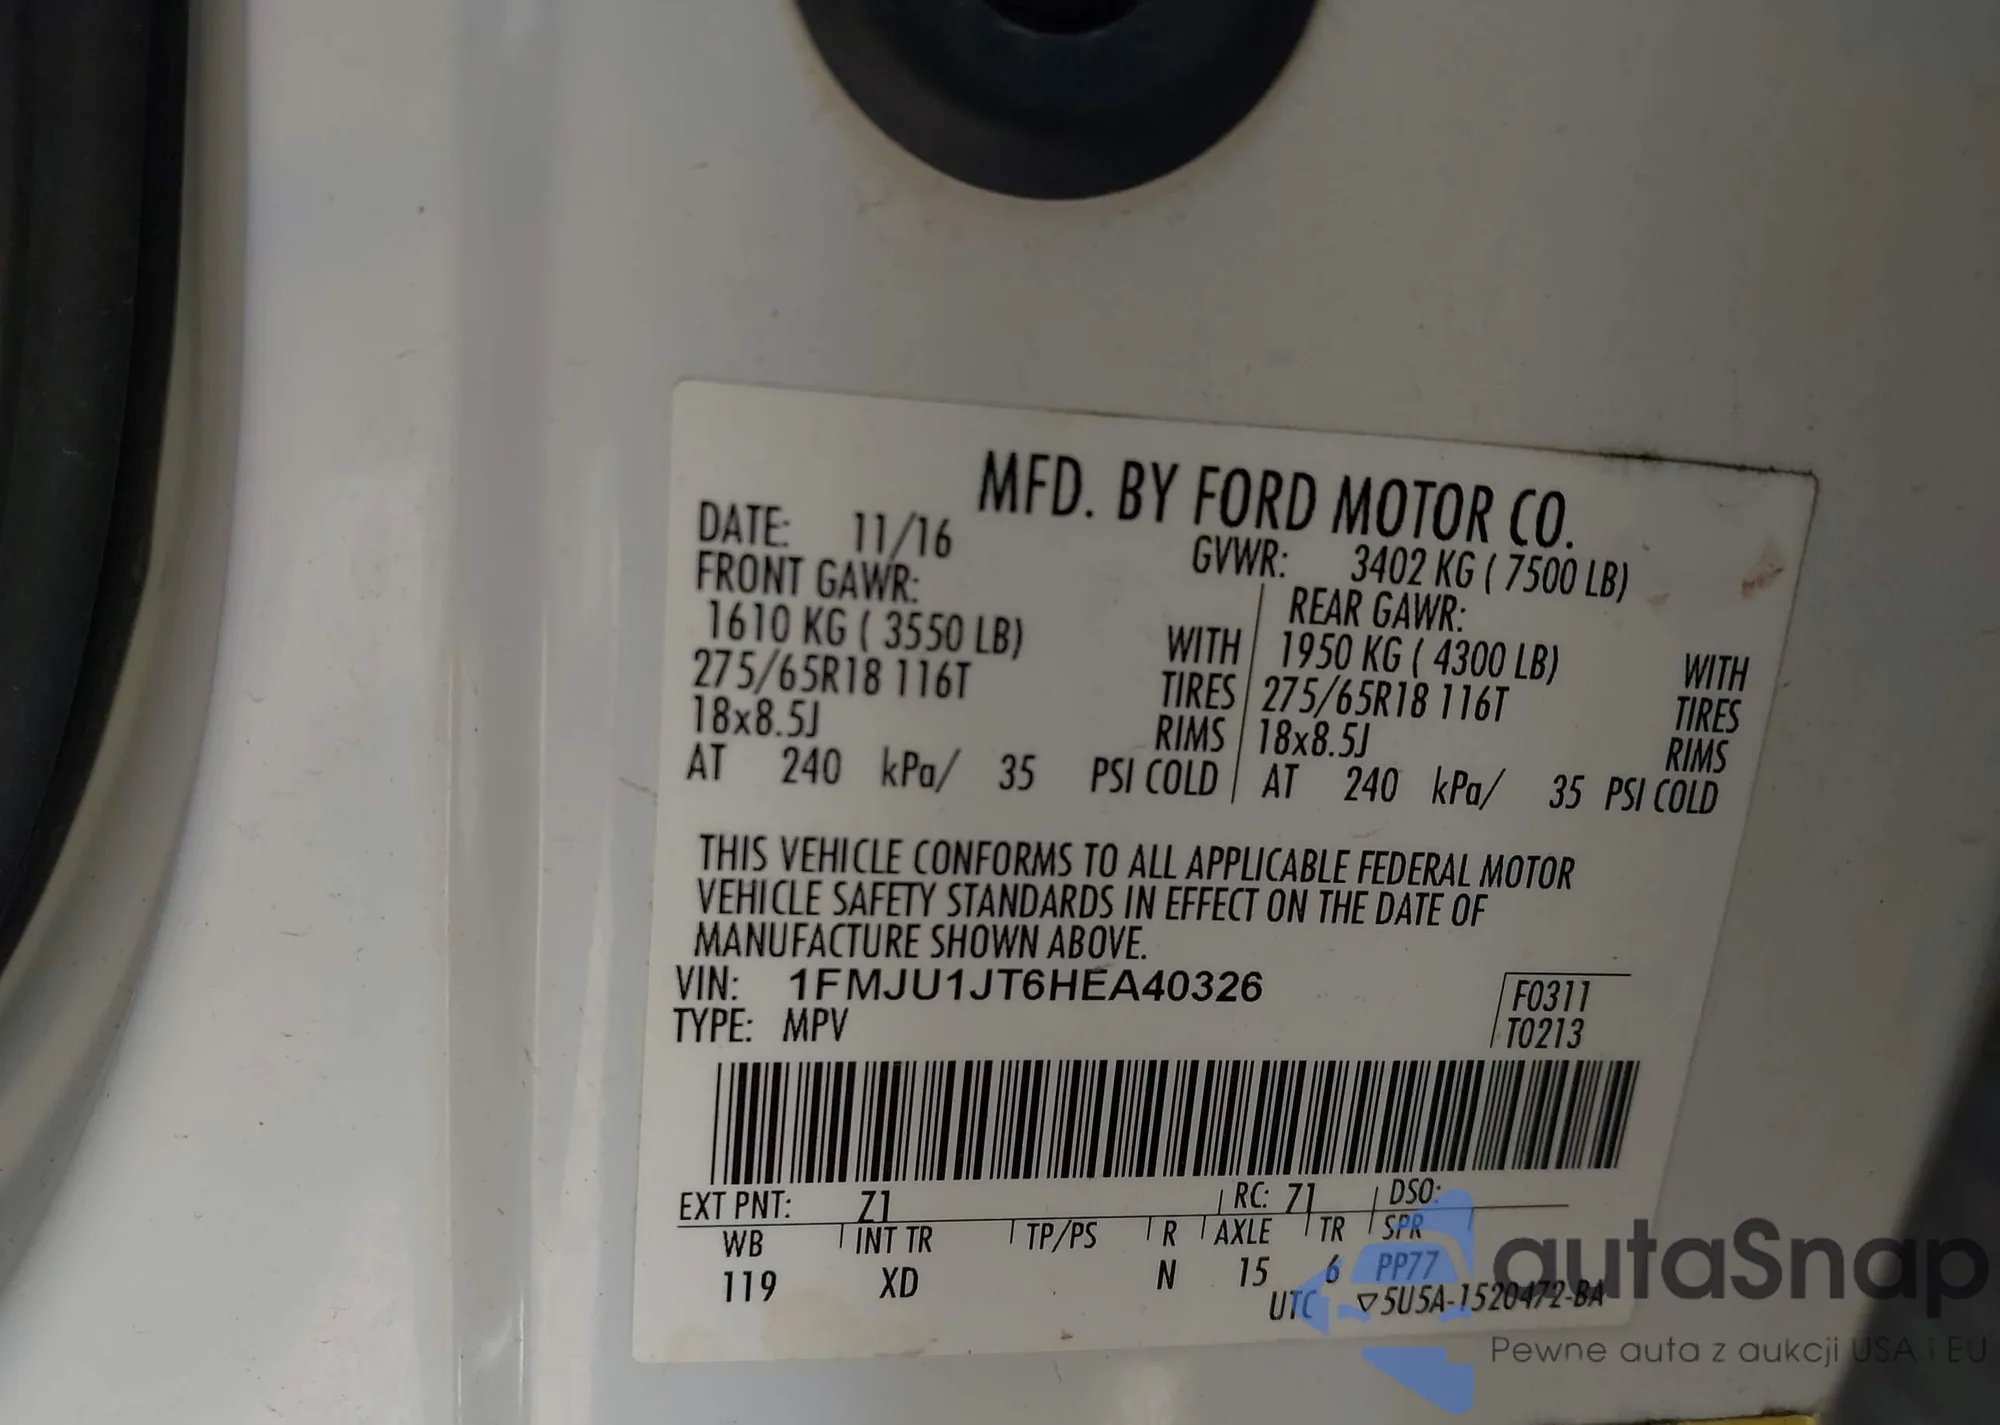 MFD. BY FORD MOTOR CO.
DATE: 11/16 GVWR: 3402 KG ( 7500 LB)
FRONT GAWR: REAR GAWR:
1610 KG ( 3550 LB) WITH 1950 KG ( 4300 LB) WITH
275/65R18 116T TIRES 275/65R18 116T TIRES
18x8.5J RIMS 18x8.5J RIMS
AT 240 kPa/ 35 PSI COLD AT 240 kPa/ 35 PSI COLD
THIS VEHICLE CONFORMS TO ALL APPLICABLE FEDERAL MOTOR
VEHICLE SAFETY STANDARDS IN EFFECT ON THE DATE OF
MANUFACTURE SHOWN ABOVE.
VIN: 1FMJU1JT6HEA40326 F0311
TYPE: MPV T0213
EXT PNT: Z1 RC: 71 DSO:
WB INT TR TP/PS R AXLE TR SPR
119 XD N 15 6 PP77
UTC ▽5U5A-1520472-BA
autaSnap
Pewne auta z aukcji USA i EU